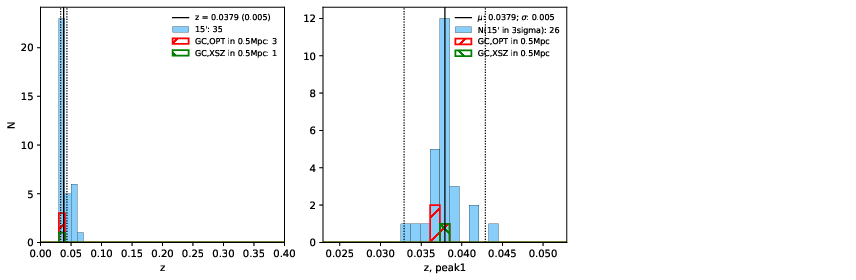 z = 0.0379 (0.005)
15': 35
GC,OPT in 0.5Mpc: 3
GC,XSZ in 0.5Mpc: 1
N
20
15
10
5
0
0.00 0.05 0.10 0.15 0.20 0.25 0.30 0.35 0.40
z
μ: 0.0379; σ: 0.005
N(15' in 3sigma): 26
GC,OPT in 0.5Mpc
GC,XSZ in 0.5Mpc
12
10
8
6
4
2
0
0.025 0.030 0.035 0.040 0.045 0.050
z, peak1